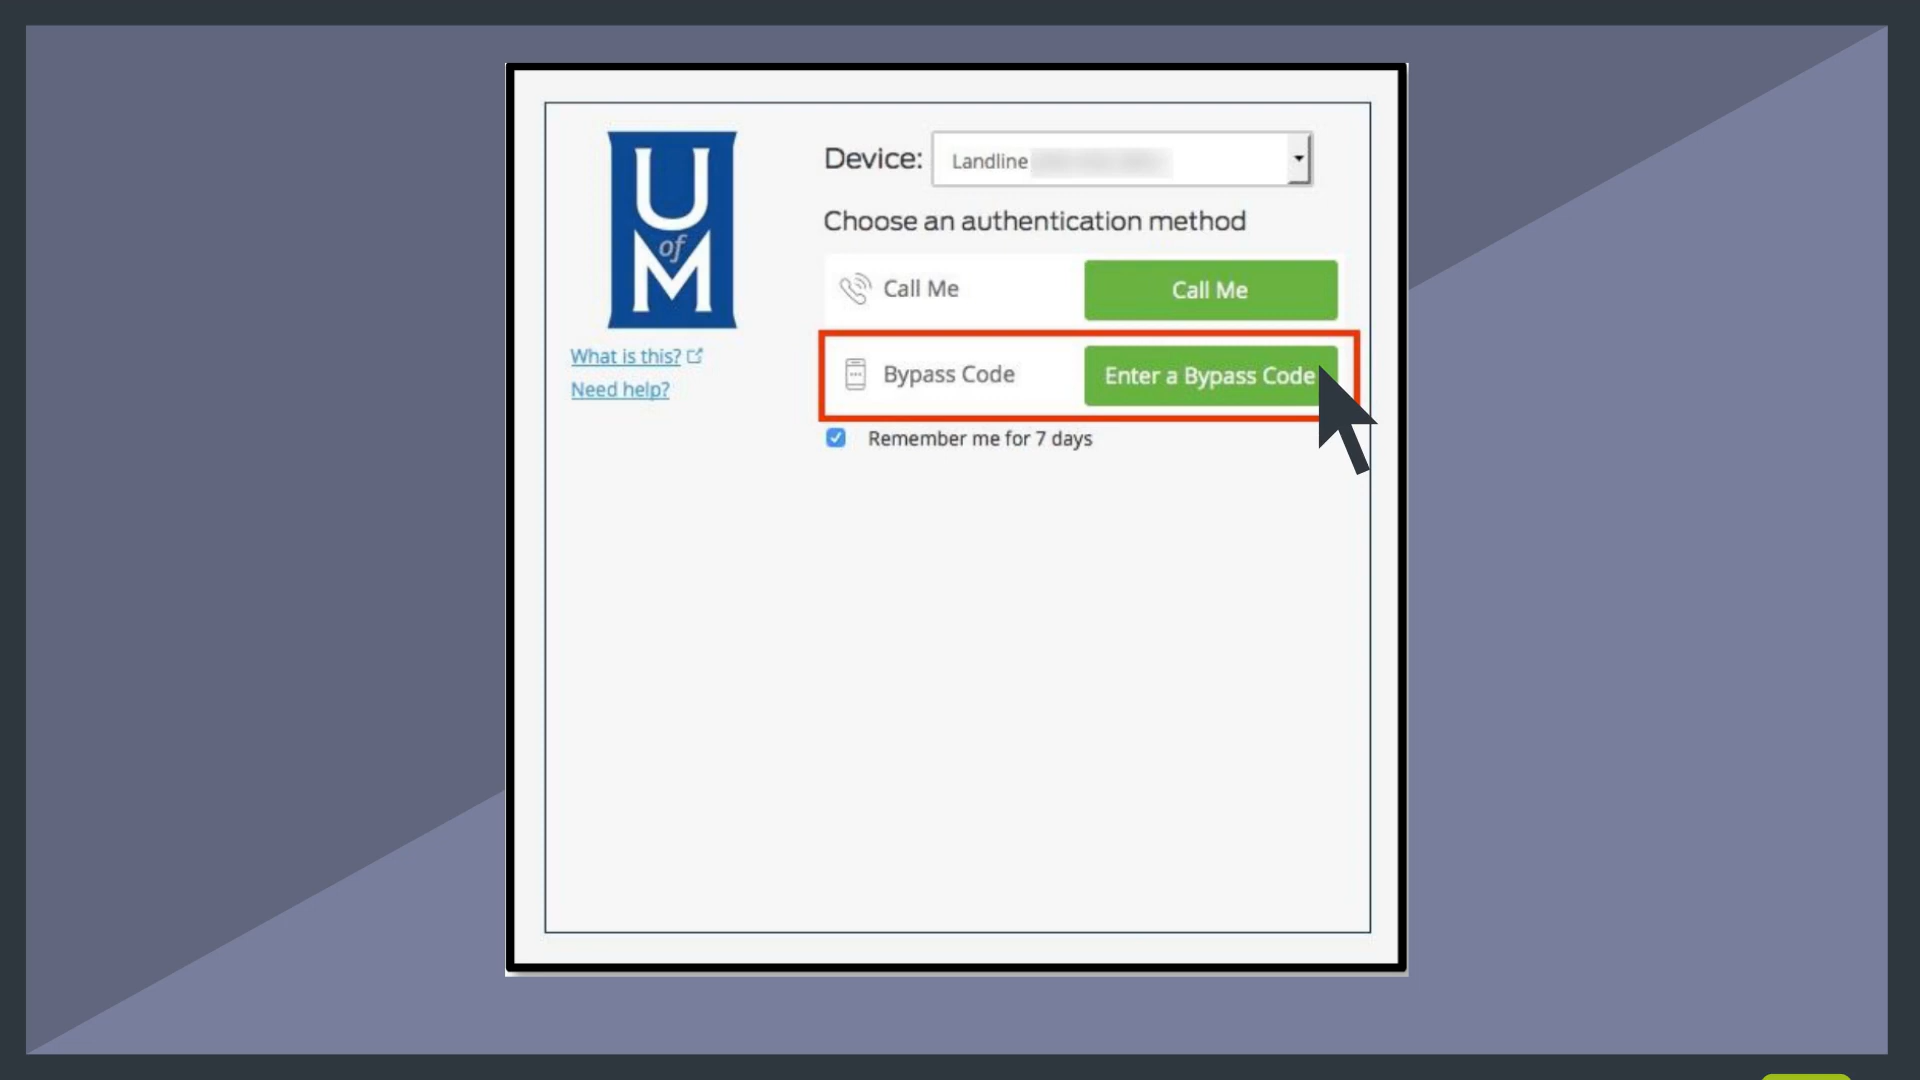 U
of
M
What is this?
Need help?
Device: Landline
Choose an authentication method
Call Me Call Me
Bypass Code Enter a Bypass Code
Remember me for 7 days